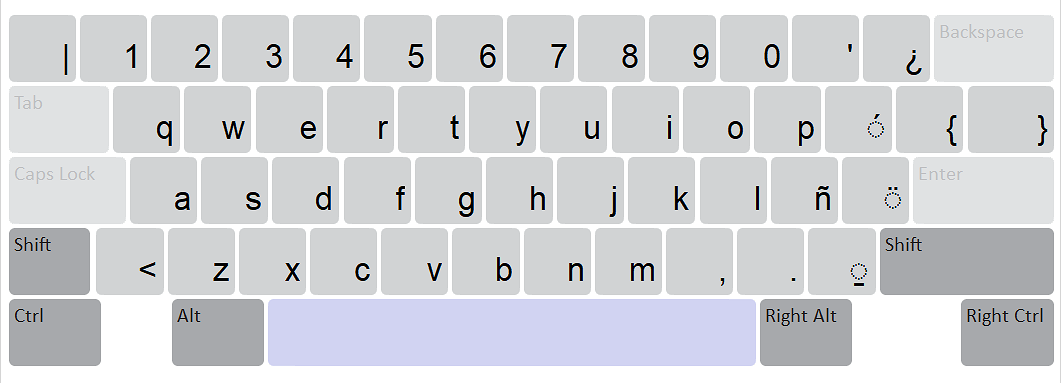 | 1 2 3 4 5 6 7 8 9 0 ' ¿ Backspace
Tab q w e r t y u i o p ◌́ { }
Caps Lock a s d f g h j k l ñ ◌̈ Enter
Shift < z x c v b n m , . ◌̱ Shift
Ctrl Alt Right Alt Right Ctrl